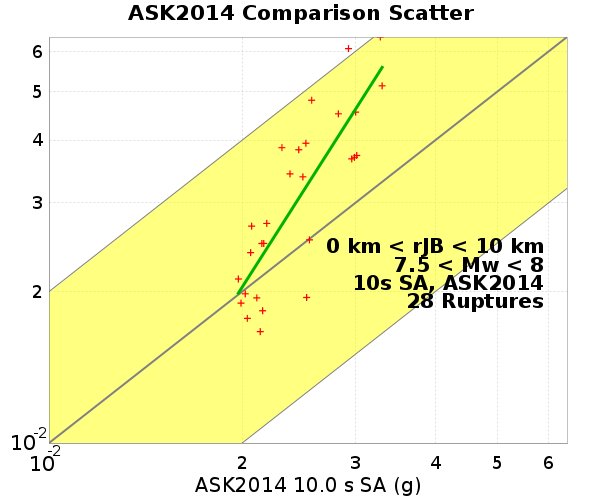 ASK2014 Comparison Scatter
6
5
4
3
2
10-2
0 km < rJB < 10 km
7.5 < Mw < 8
10s SA, ASK2014
28 Ruptures
10-2
2 3 4 5 6
ASK2014 10.0 s SA (g)